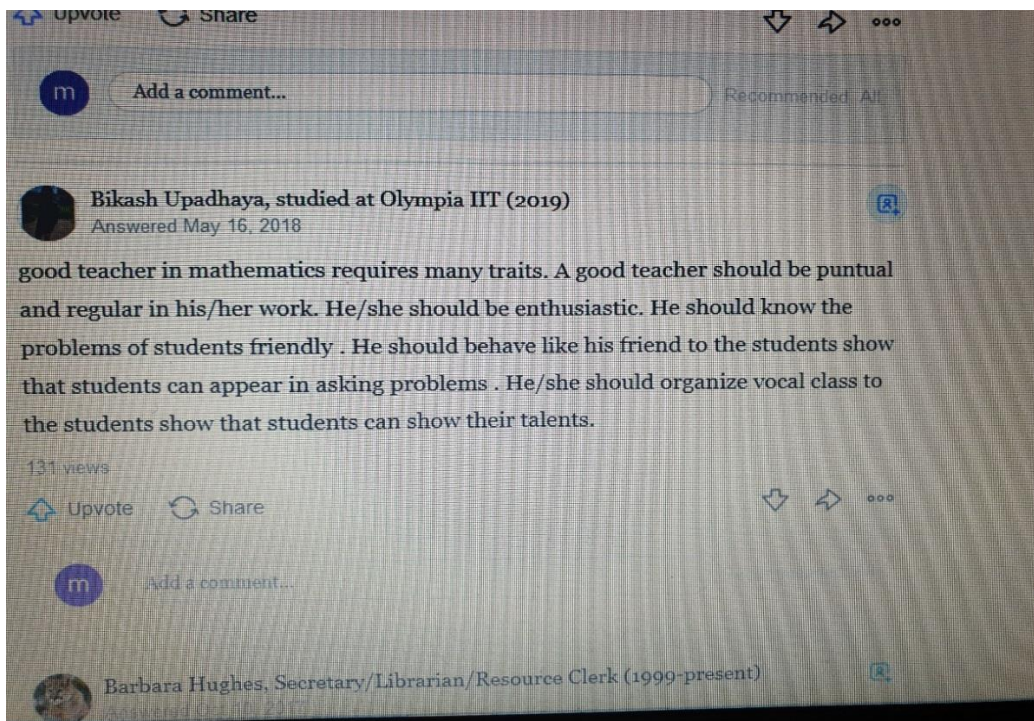 Upvote Share
m Add a comment... Recommended All
Bikash Upadhaya, studied at Olympia IIT (2019)
Answered May 16, 2018
good teacher in mathematics requires many traits. A good teacher should be puntual
and regular in his/her work. He/she should be enthusiastic. He should know the
problems of students friendly . He should behave like his friend to the students show
that students can appear in asking problems . He/she should organize vocal class to
the students show that students can show their talents.
131 views
Upvote Share
m Add a comment...
Barbara Hughes, Secretary/Librarian/Resource Clerk (1999-present)